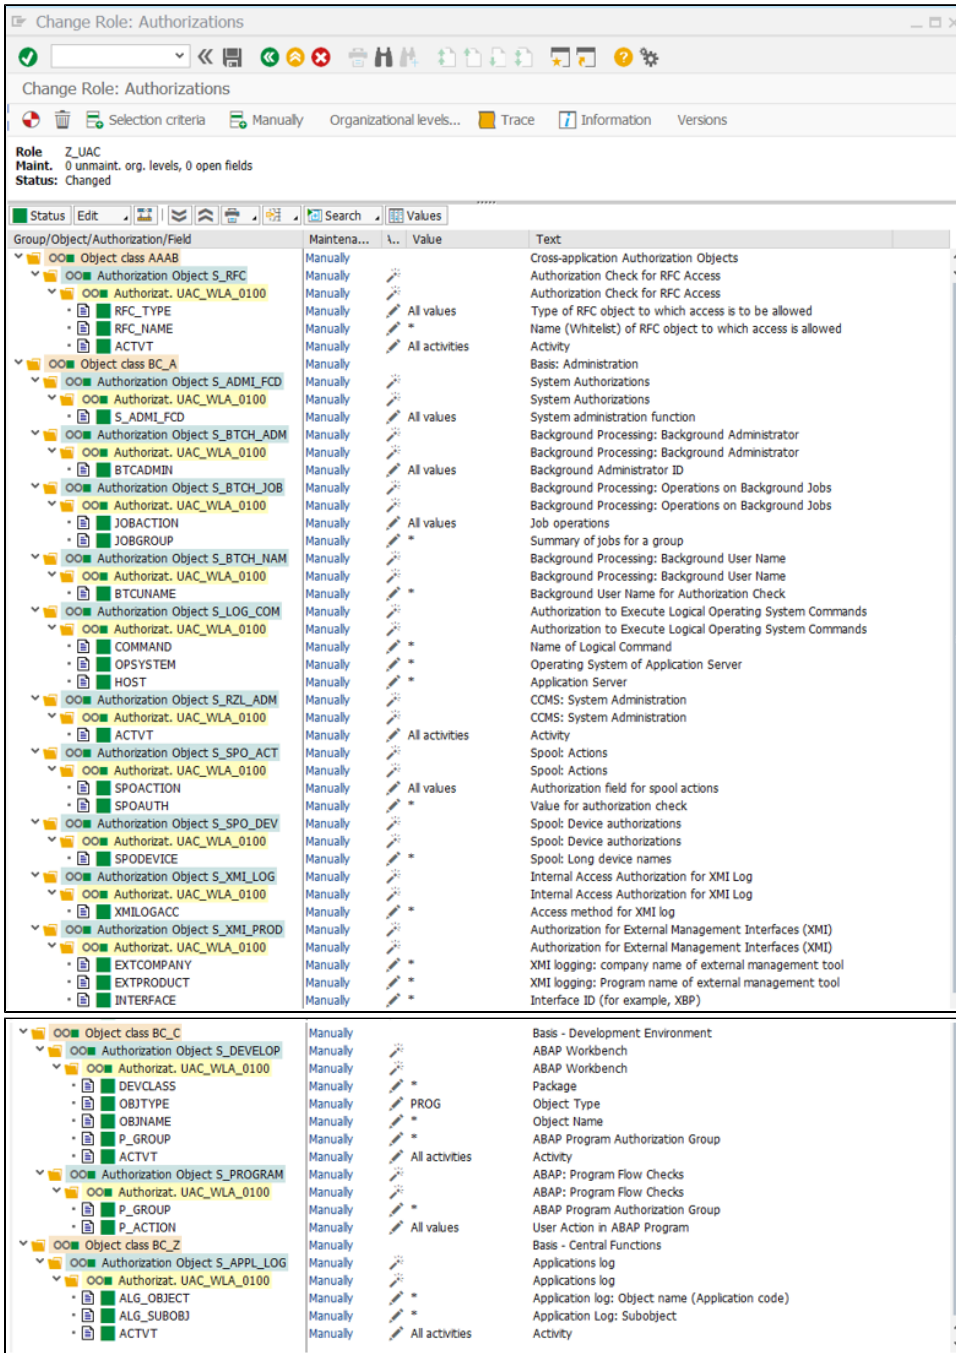 Change Role: Authorizations
Change Role: Authorizations
Selection criteria Manually Organizational levels... Trace Information Versions
Role Z_UAC
Maint. 0 unmaint. org. levels, 0 open fields
Status: Changed
Status Edit Search Values
Group/Object/Authorization/Field Maintena... Value Text
Object class AAAB Manually Cross-application Authorization Objects
Authorization Object S_RFC Manually Authorization Check for RFC Access
Authorizat. UAC_WLA_0100 Manually Authorization Check for RFC Access
RFC_TYPE Manually All values Type of RFC object to which access is to be allowed
RFC_NAME Manually * Name (Whitelist) of RFC object to which access is allowed
ACTVT Manually All activities Activity
Object class BC_A Manually Basis: Administration
Authorization Object S_ADMI_FCD Manually System Authorizations
Authorizat. UAC_WLA_0100 Manually System Authorizations
S_ADMI_FCD Manually All values System administration function
Authorization Object S_BTCH_ADM Manually Background Processing: Background Administrator
Authorizat. UAC_WLA_0100 Manually Background Processing: Background Administrator
BTCADMIN Manually All values Background Administrator ID
Authorization Object S_BTCH_JOB Manually Background Processing: Operations on Background Jobs
Authorizat. UAC_WLA_0100 Manually Background Processing: Operations on Background Jobs
JOBACTION Manually All values Job operations
JOBGROUP Manually * Summary of jobs for a group
Authorization Object S_BTCH_NAM Manually Background Processing: Background User Name
Authorizat. UAC_WLA_0100 Manually Background Processing: Background User Name
BTCUNAME Manually * Background User Name for Authorization Check
Authorization Object S_LOG_COM Manually Authorization to Execute Logical Operating System Commands
Authorizat. UAC_WLA_0100 Manually Authorization to Execute Logical Operating System Commands
COMMAND Manually * Name of Logical Command
OPSYSTEM Manually * Operating System of Application Server
HOST Manually * Application Server
Authorization Object S_RZL_ADM Manually CCMS: System Administration
Authorizat. UAC_WLA_0100 Manually CCMS: System Administration
ACTVT Manually All activities Activity
Authorization Object S_SPO_ACT Manually Spool: Actions
Authorizat. UAC_WLA_0100 Manually Spool: Actions
SPOACTION Manually All values Authorization field for spool actions
SPOAUTH Manually * Value for authorization check
Authorization Object S_SPO_DEV Manually Spool: Device authorizations
Authorizat. UAC_WLA_0100 Manually Spool: Device authorizations
SPODEVICE Manually * Spool: Long device names
Authorization Object S_XMI_LOG Manually Internal Access Authorization for XMI Log
Authorizat. UAC_WLA_0100 Manually Internal Access Authorization for XMI Log
XMILOGACC Manually * Access method for XMI log
Authorization Object S_XMI_PROD Manually Authorization for External Management Interfaces (XMI)
Authorizat. UAC_WLA_0100 Manually Authorization for External Management Interfaces (XMI)
EXTCOMPANY Manually * XMI logging: company name of external management tool
EXTPRODUCT Manually * XMI logging: Program name of external management tool
INTERFACE Manually * Interface ID (for example, XBP)
Object class BC_C Manually Basis - Development Environment
Authorization Object S_DEVELOP Manually ABAP Workbench
Authorizat. UAC_WLA_0100 Manually ABAP Workbench
DEVCLASS Manually * Package
OBJTYPE Manually PROG Object Type
OBJNAME Manually * Object Name
P_GROUP Manually * ABAP Program Authorization Group
ACTVT Manually All activities Activity
Authorization Object S_PROGRAM Manually ABAP: Program Flow Checks
Authorizat. UAC_WLA_0100 Manually ABAP: Program Flow Checks
P_GROUP Manually * ABAP Program Authorization Group
P_ACTION Manually All values User Action in ABAP Program
Object class BC_Z Manually Basis - Central Functions
Authorization Object S_APPL_LOG Manually Applications log
Authorizat. UAC_WLA_0100 Manually Applications log
ALG_OBJECT Manually * Application log: Object name (Application code)
ALG_SUBOBJ Manually * Application Log: Subobject
ACTVT Manually All activities Activity